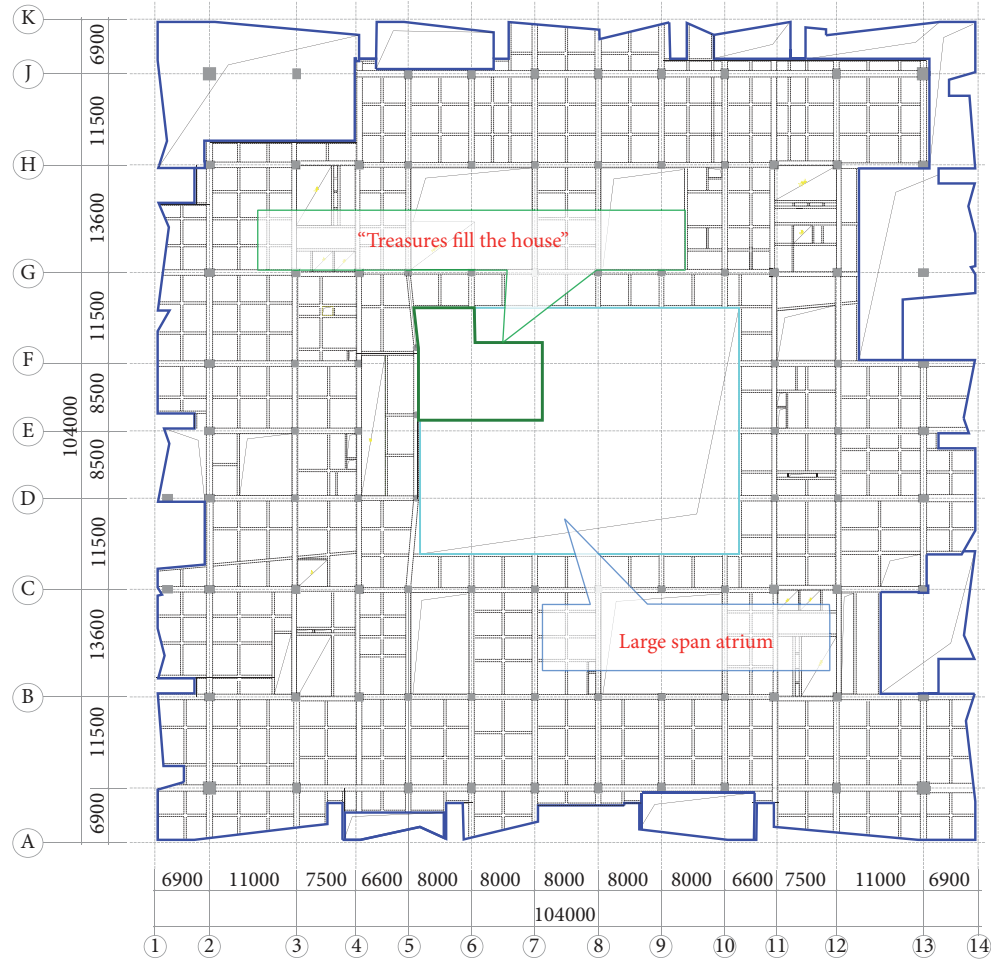 K
6900
J
11500
H
13600
“Treasures fill the house”
G
11500
F
8500
104000
E
8500
D
11500
C
13600
Large span atrium
B
11500
6900
A
6900 11000 7500 6600 8000 8000 8000 8000 8000 6600 7500 11000 6900
104000
1 2 3 4 5 6 7 8 9 10 11 12 13 14